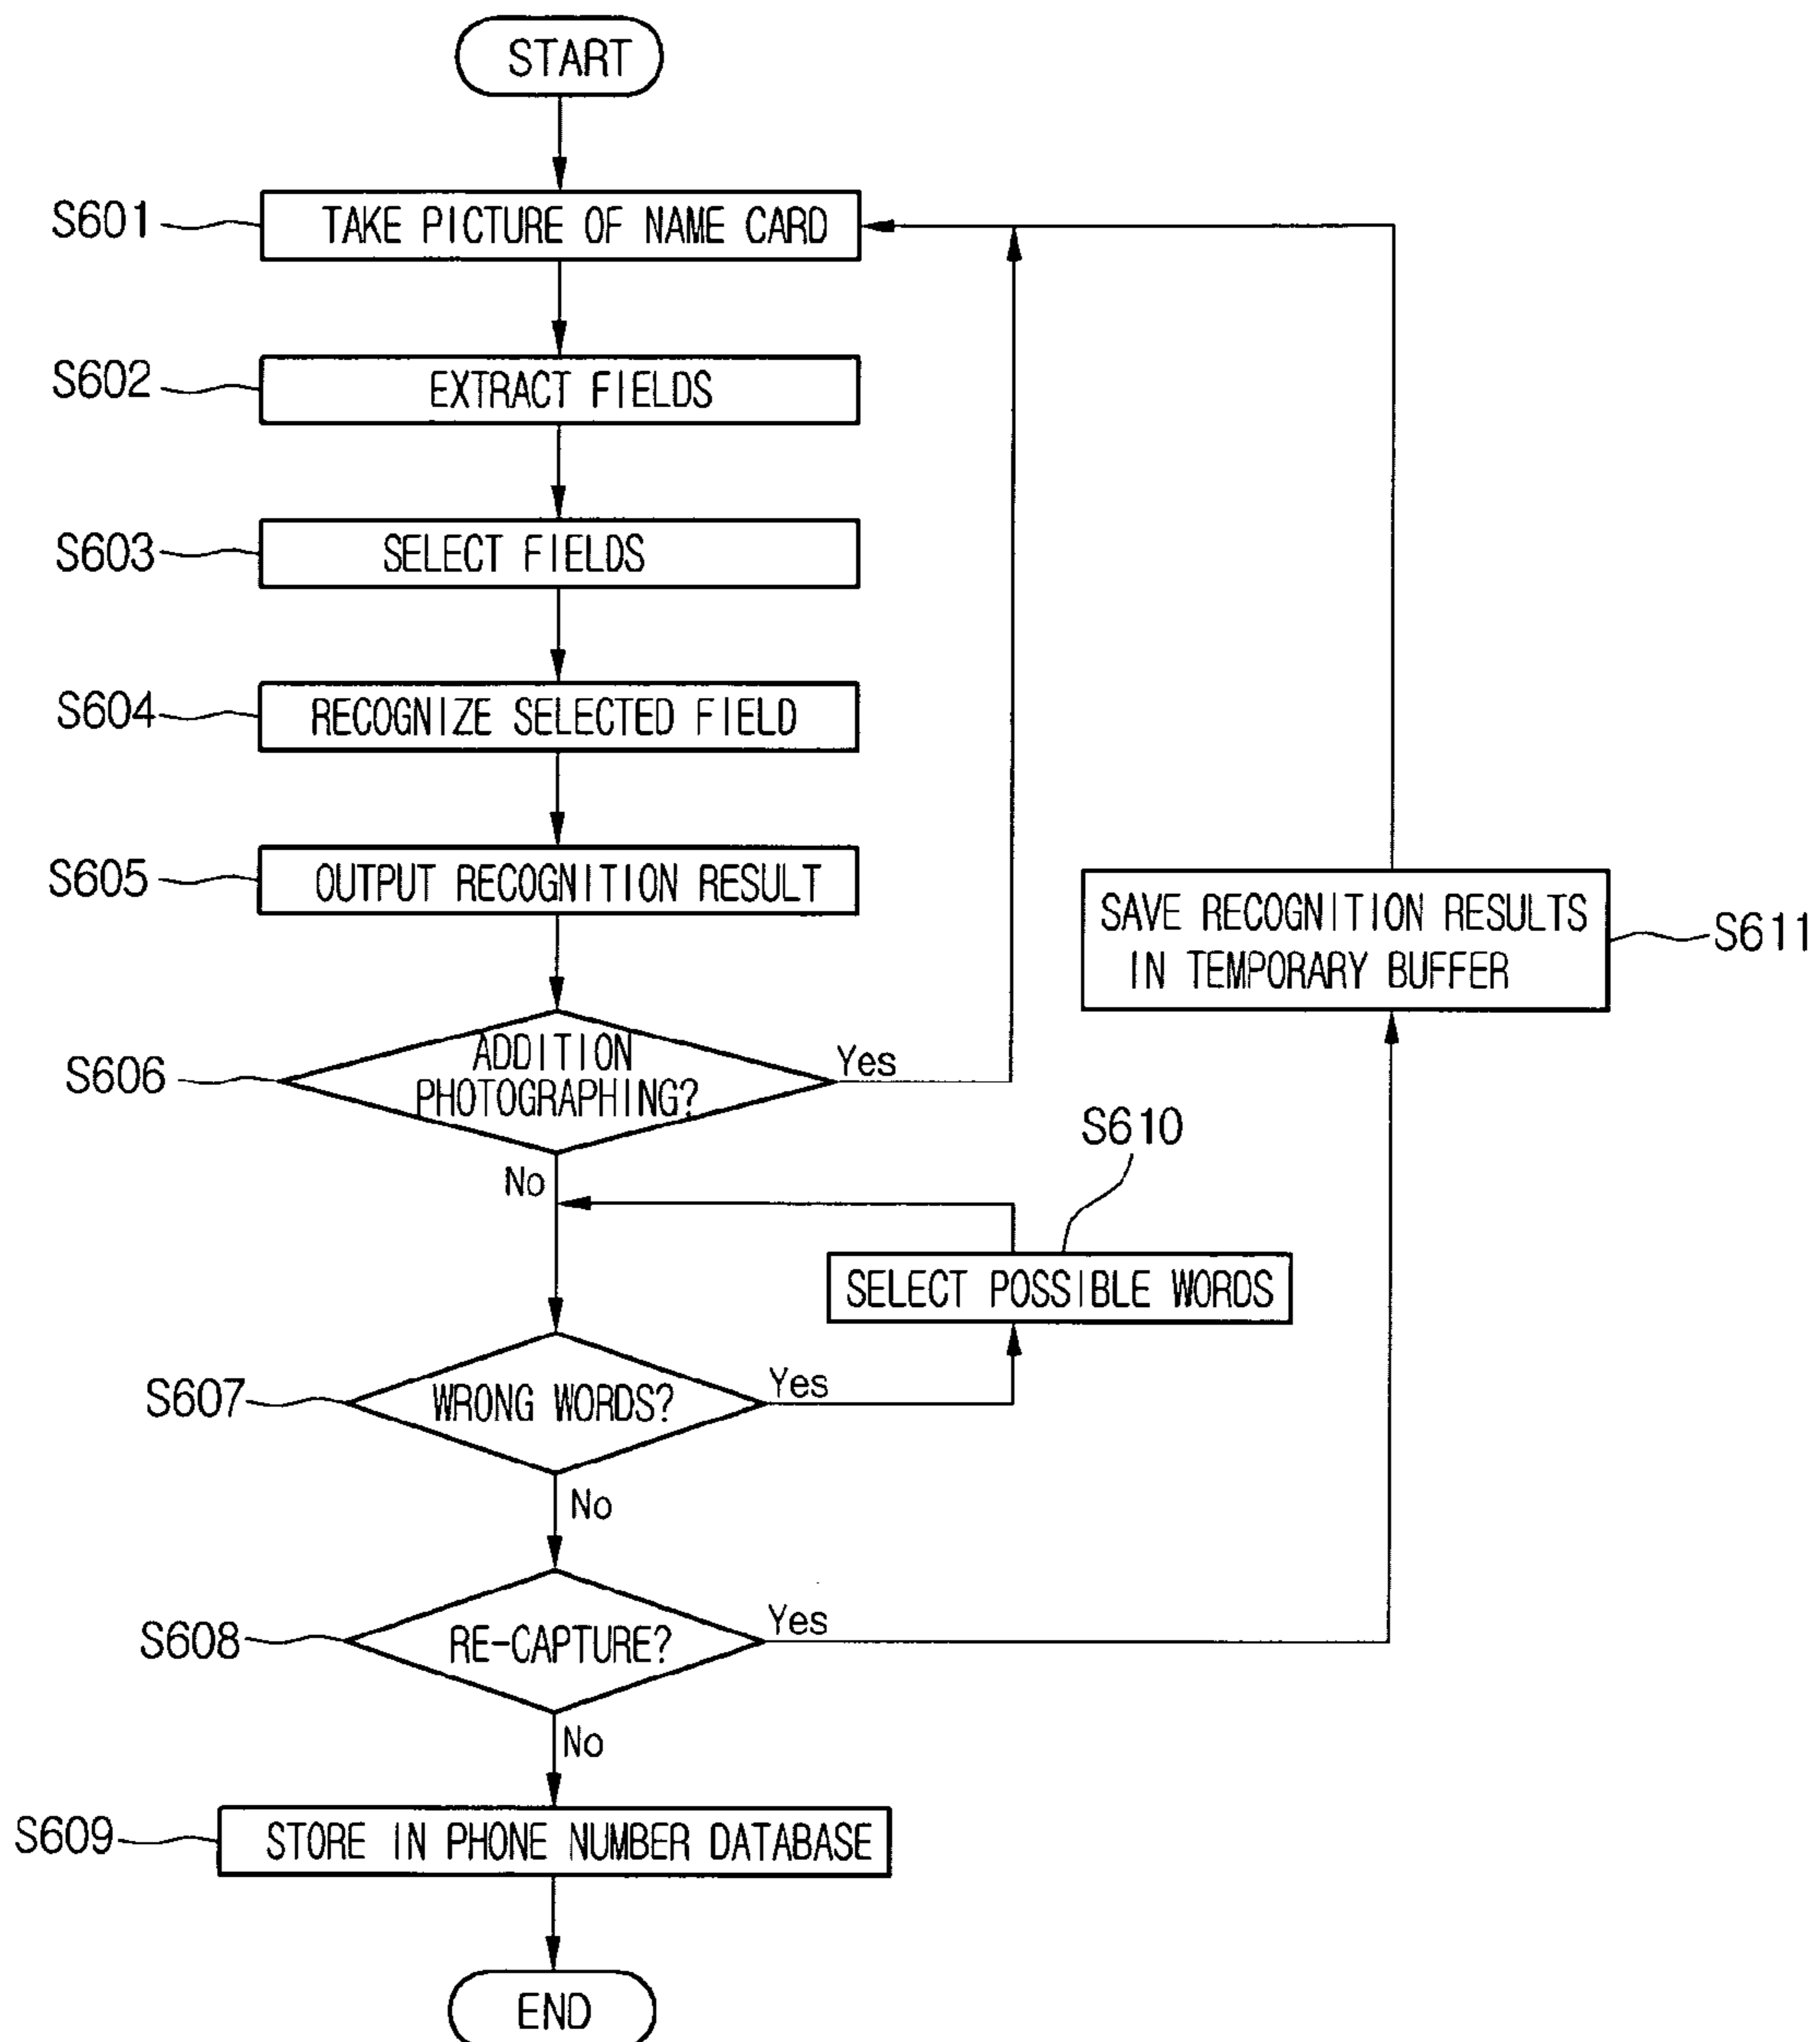 START
S601
TAKE PICTURE OF NAME CARD
S602
EXTRACT FIELDS
S603
SELECT FIELDS
S604
RECOGNIZE SELECTED FIELD
S605
OUTPUT RECOGNITION RESULT
SAVE RECOGNITION RESULTS
IN TEMPORARY BUFFER
S611
S606
ADDITION
PHOTOGRAPHING?
Yes
No
S610
SELECT POSSIBLE WORDS
S607
WRONG WORDS?
Yes
No
S608
RE-CAPTURE?
Yes
No
S609
STORE IN PHONE NUMBER DATABASE
END